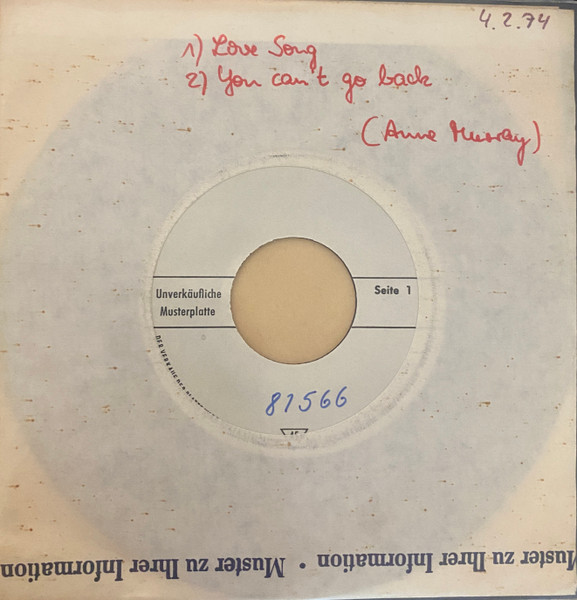 4.2.74
1) Love Song
2) You can't go back
(Anne Murray)
Unverkäufliche
Musterplatte
Seite 1
81566
Muster zu Ihrer Information • Muster zu Ihrer Information